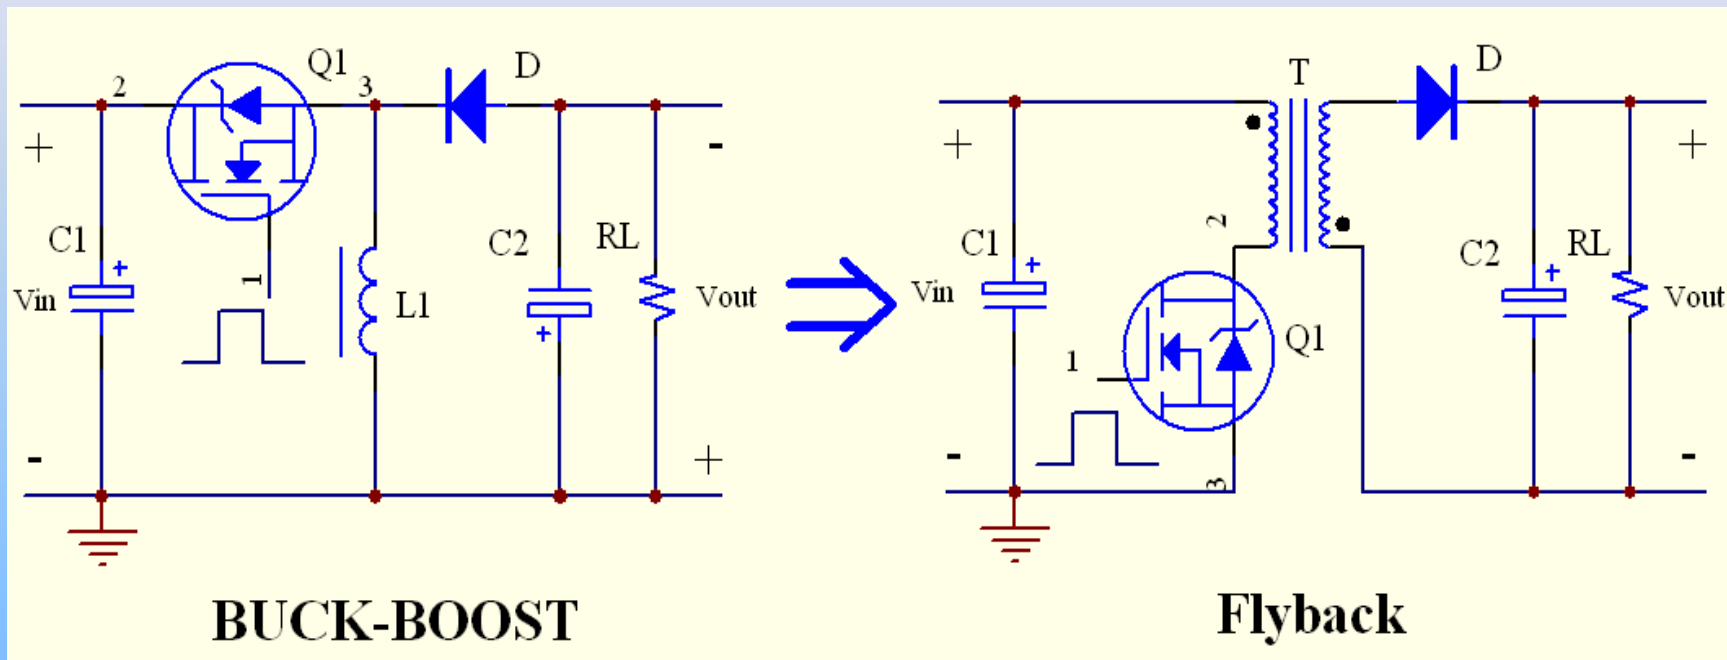 Q1
D
2
3
+
-
C1
+
1
Vin
L1
C2
RL
+
Vout
-
+
BUCK-BOOST
T
D
+
+
2
C1
+
Vin
1
Q1
3
-
C2
+
RL
Vout
-
Flyback